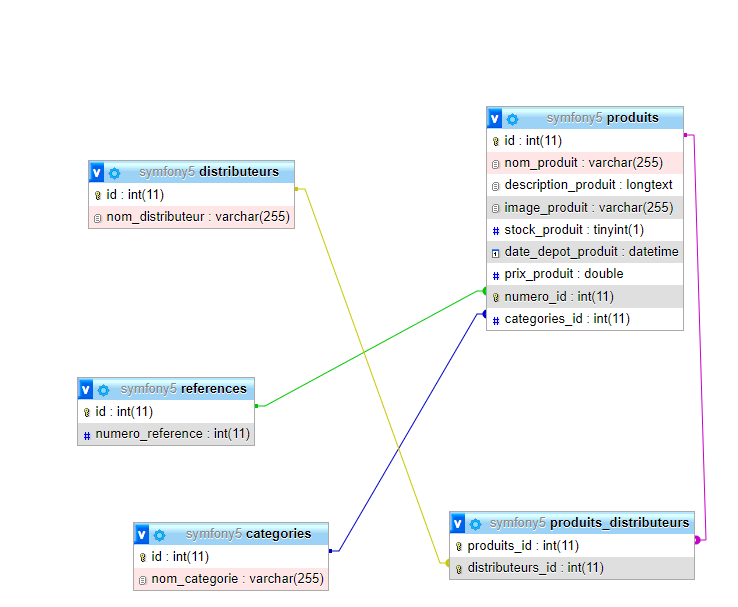 symfony5 produits
id : int(11)
nom_produit : varchar(255)
description_produit : longtext
image_produit : varchar(255)
stock_produit : tinyint(1)
date_depot_produit : datetime
prix_produit : double
numero_id : int(11)
categories_id : int(11)
symfony5 distributeurs
id : int(11)
nom_distributeur : varchar(255)
symfony5 references
id : int(11)
numero_reference : int(11)
symfony5 categories
id : int(11)
nom_categorie : varchar(255)
symfony5 produits_distributeurs
produits_id : int(11)
distributeurs_id : int(11)